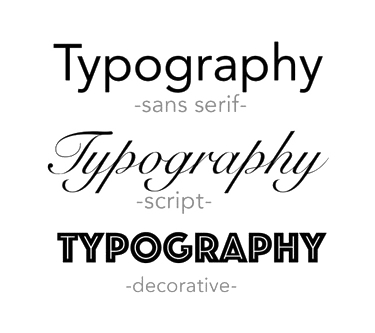 Typography
-sans serif-
Typography
-script-
TYPOGRAPHY
-decorative-